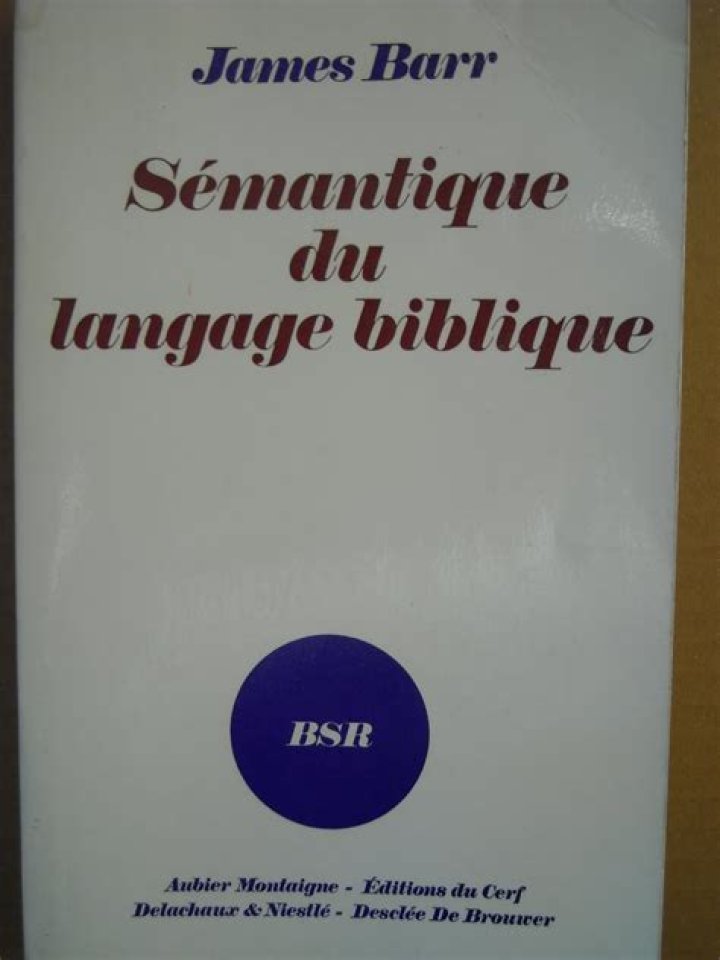 James Barr
Sémantique
du
langage biblique
BSR
Aubier Montaigne - Éditions du Cerf
Delachaux & Niestlé - Desclée De Brouwer